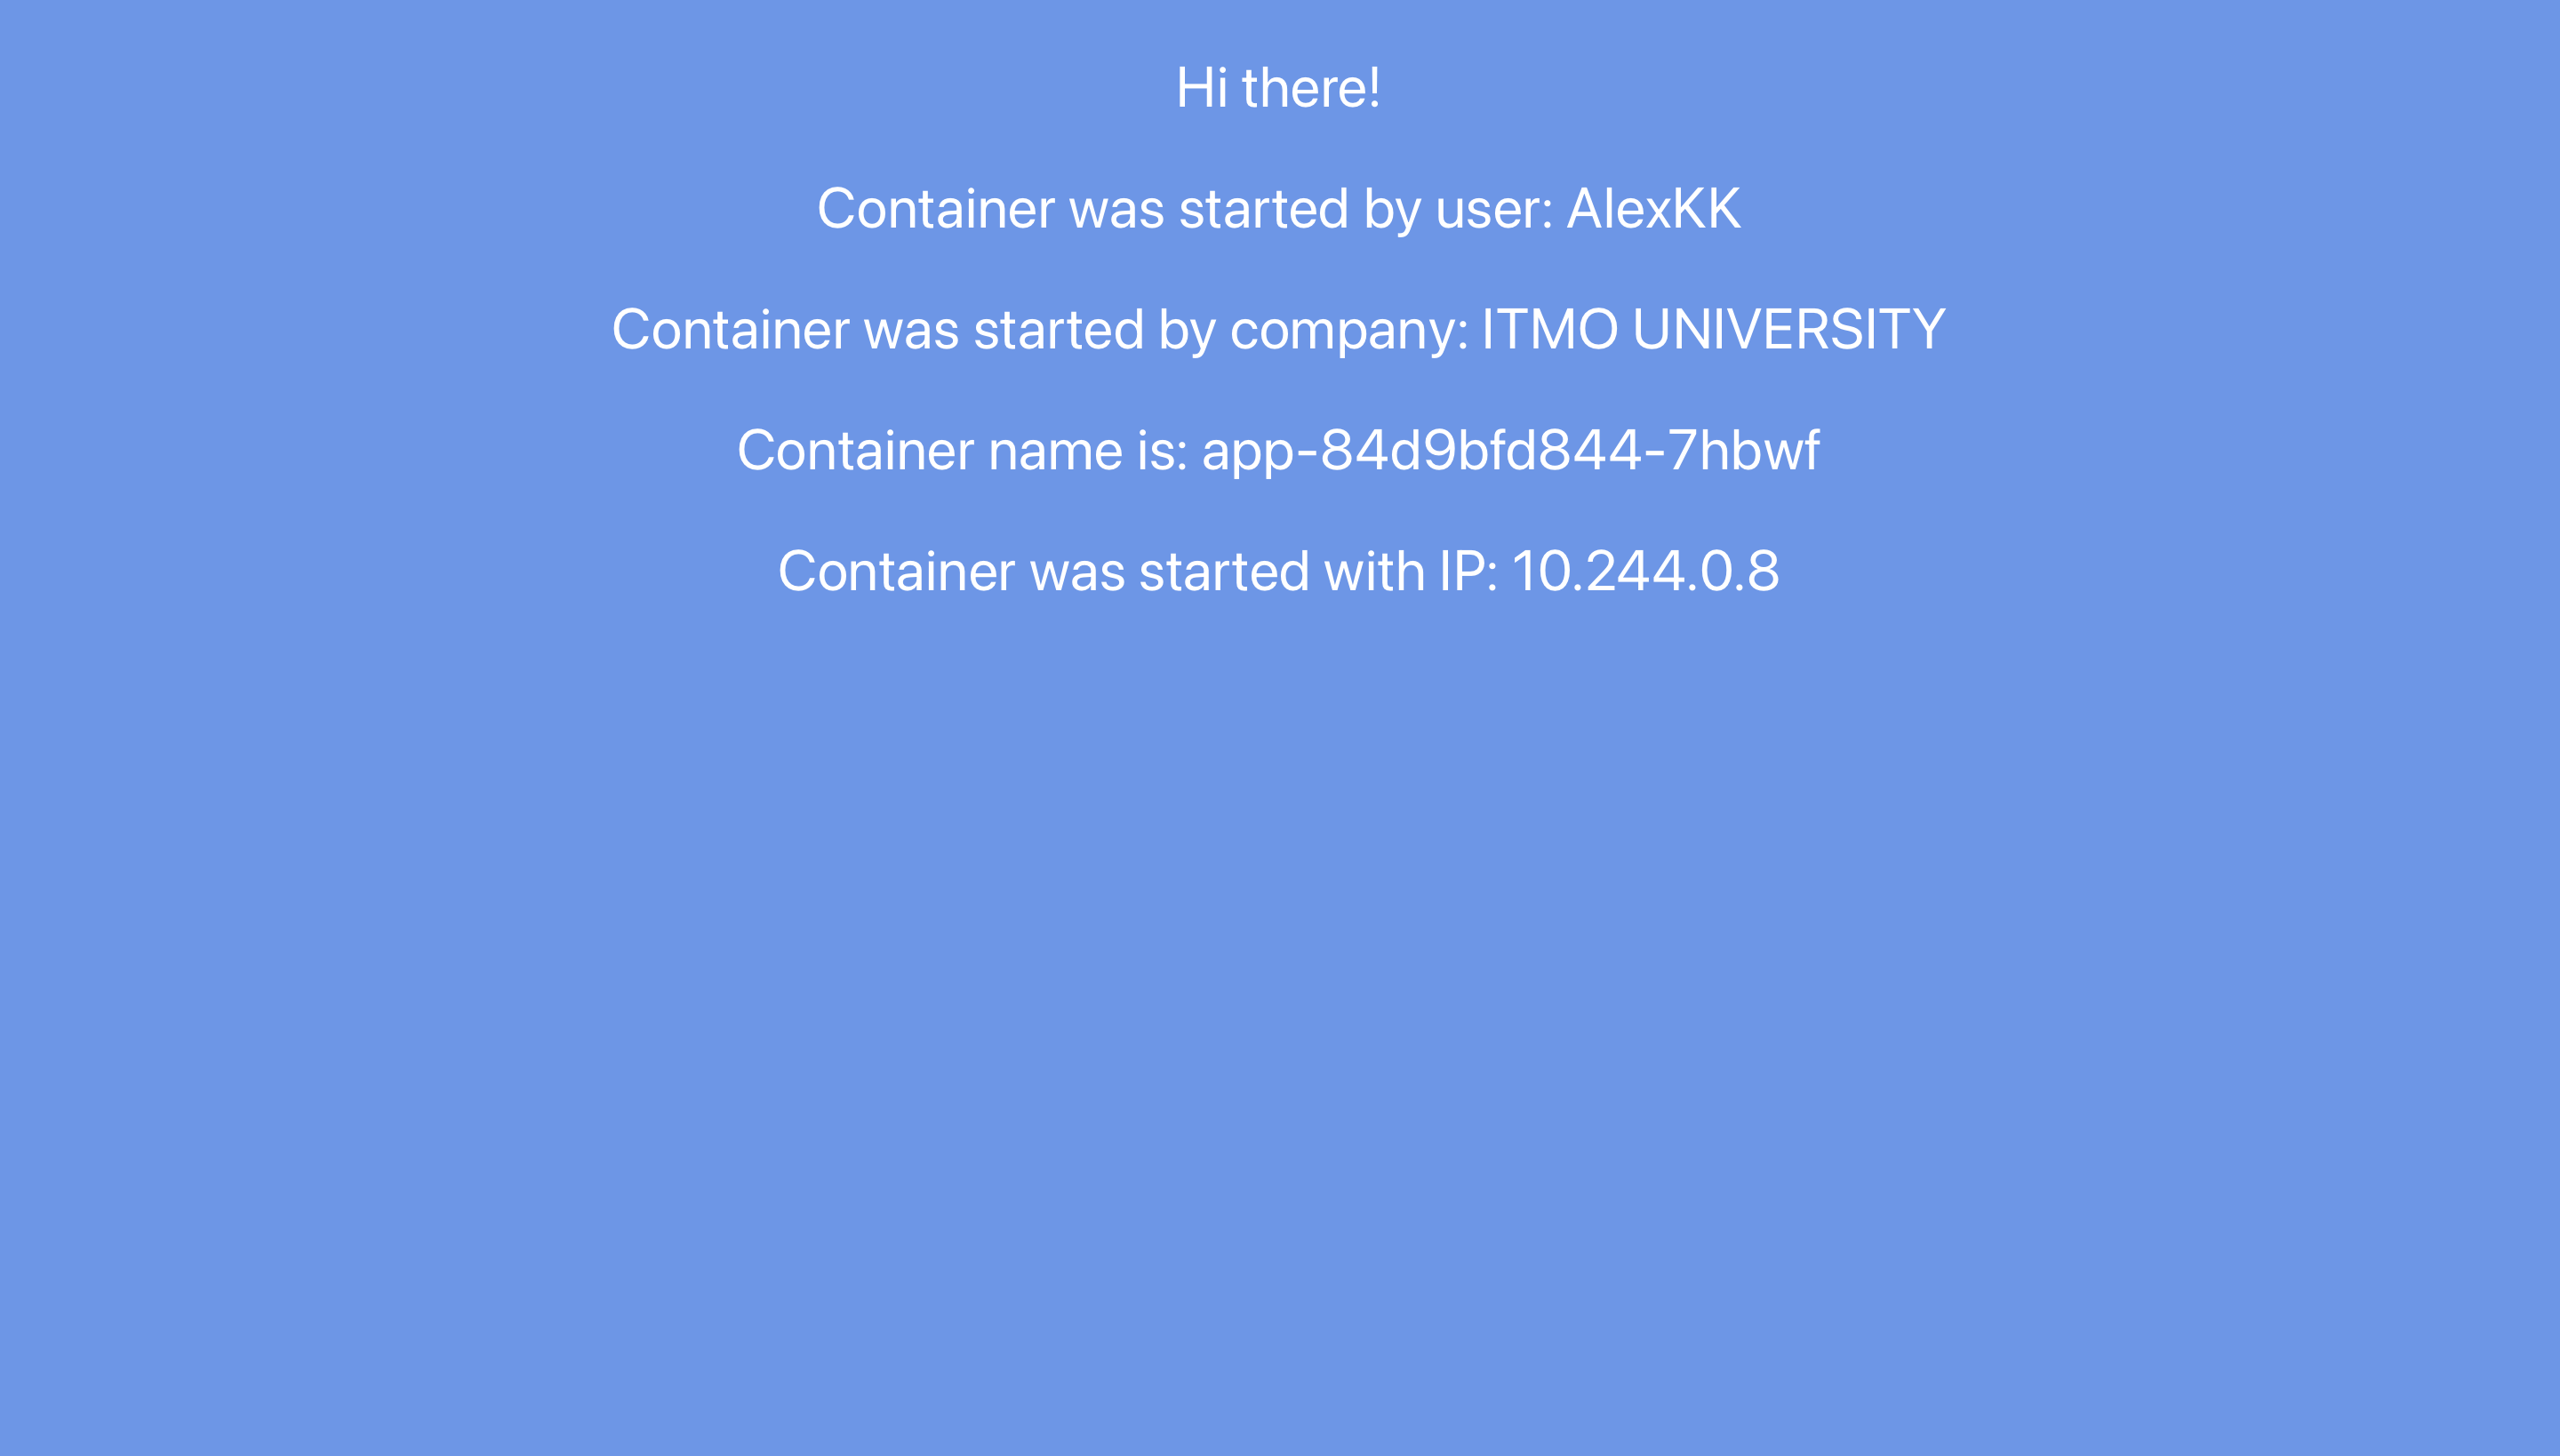 Hi there!
Container was started by user: AlexKK
Container was started by company: ITMO UNIVERSITY
Container name is: app-84d9bfd844-7hbwf
Container was started with IP: 10.244.0.8